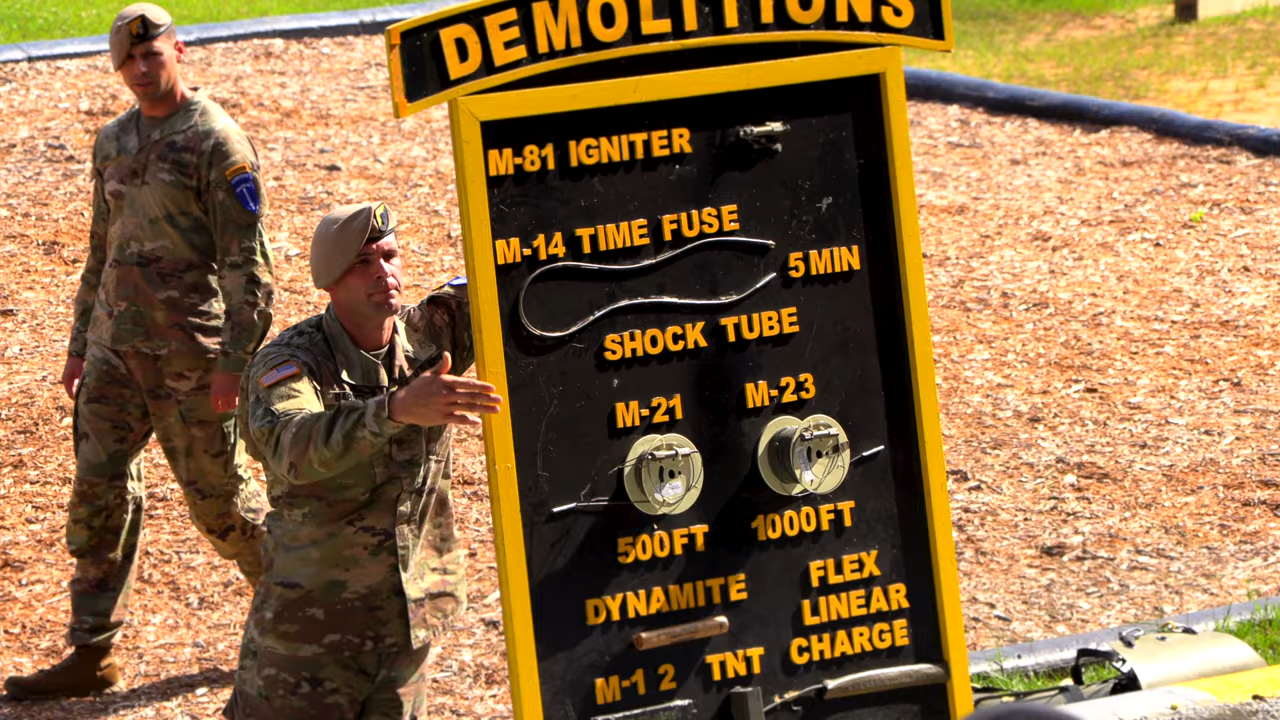 DEMOLITIONS
M-81 IGNITER
M-14 TIME FUSE
5 MIN
SHOCK TUBE
M-21
M-23
500FT
1000FT
DYNAMITE
FLEX
LINEAR
CHARGE
M-1 2
TNT